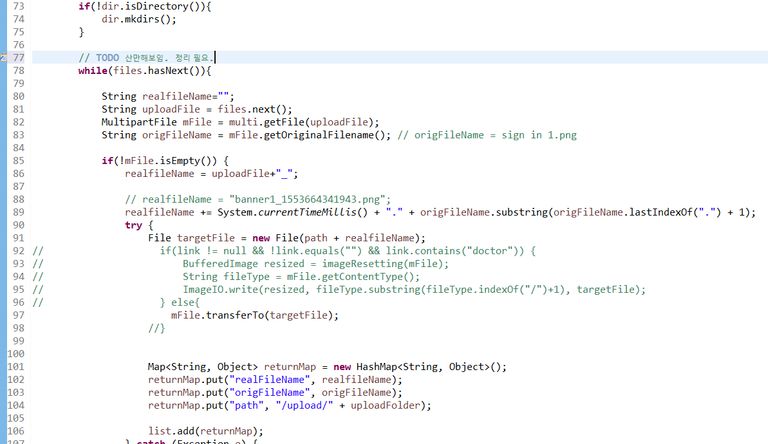 73 if(!dir.isDirectory()){
74 dir.mkdirs();
75 }
76
77 // TODO 산만해보임. 정리 필요.
78 while(files.hasNext()){
79
80 String realfileName="";
81 String uploadFile = files.next();
82 MultipartFile mFile = multi.getFile(uploadFile);
83 String origFileName = mFile.getOriginalFilename(); // origFileName = sign in 1.png
84
85 if(!mFile.isEmpty()) {
86 realfileName = uploadFile+"_";
87
88 // realfileName = "banner1_1553664341943.png";
89 realfileName += System.currentTimeMillis() + "." + origFileName.substring(origFileName.lastIndexOf(".") + 1);
90 try {
91 File targetFile = new File(path + realfileName);
92 // if(link != null && !link.equals("") && link.contains("doctor")) {
93 // BufferedImage resized = imageResetting(mFile);
94 // String fileType = mFile.getContentType();
95 // ImageIO.write(resized, fileType.substring(fileType.indexOf("/")+1), targetFile);
96 // } else{
97 mFile.transferTo(targetFile);
98 //}
99
100
101 Map<String, Object> returnMap = new HashMap<String, Object>();
102 returnMap.put("realFileName", realfileName);
103 returnMap.put("origFileName", origFileName);
104 returnMap.put("path", "/upload/" + uploadFolder);
105
106 list.add(returnMap);
107 } catch (Exception e) {